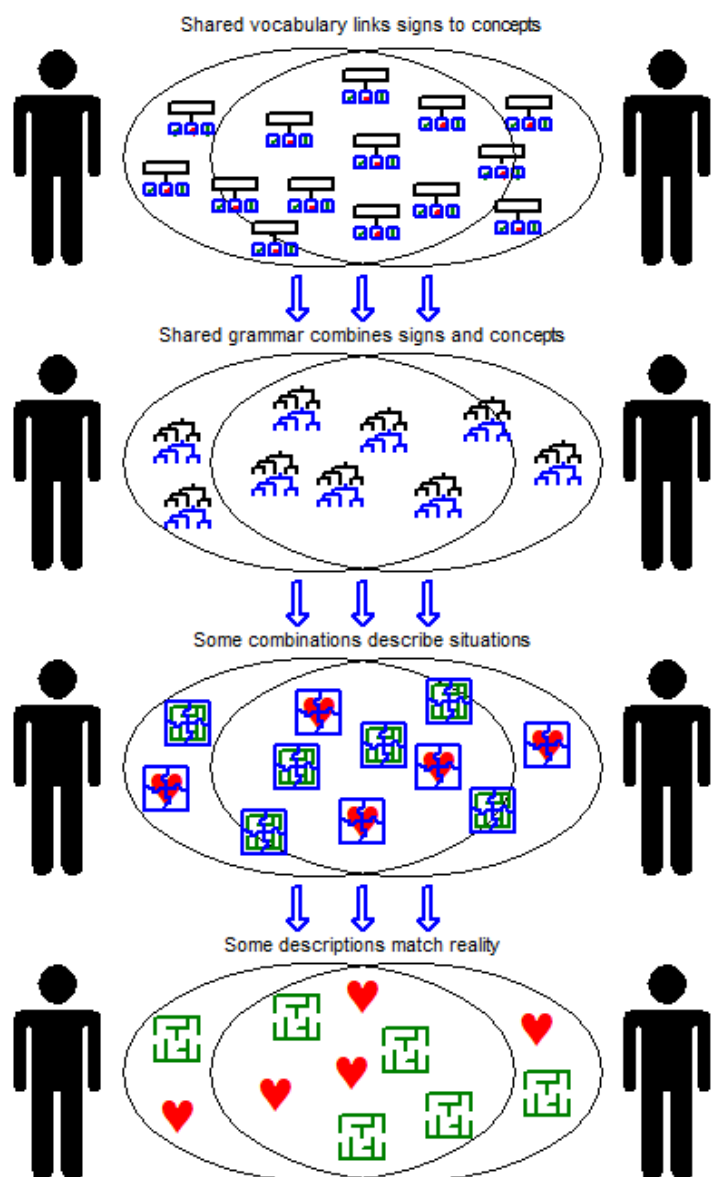 Shared vocabulary links signs to concepts
Shared grammar combines signs and concepts
Some combinations describe situations
Some descriptions match reality